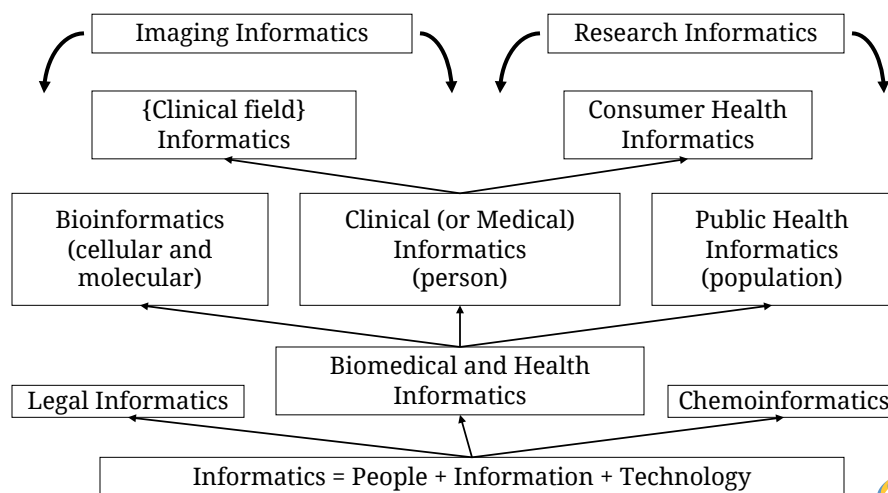 Imaging Informatics
Research Informatics
{Clinical field}
Informatics
Consumer Health
Informatics
Bioinformatics
(cellular and
molecular)
Clinical (or Medical)
Informatics
(person)
Public Health
Informatics
(population)
Biomedical and Health
Informatics
Legal Informatics
Chemoinformatics
Informatics = People + Information + Technology